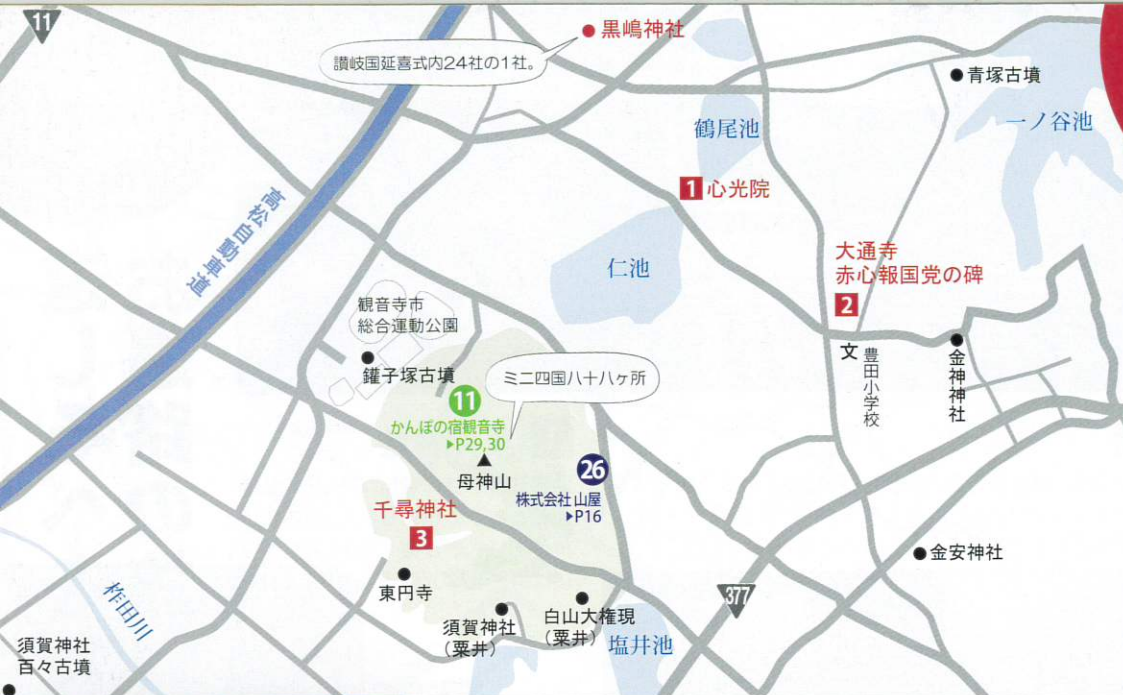 11
黒嶋神社
讃岐国延喜式内24社の1社。
青塚古墳
一ノ谷池
鶴尾池
1 心光院
高松自動車道
仁池
大通寺
赤心報国党の碑
2
観音寺市
総合運動公園
鑵子塚古墳
ミニ四国八十八ヶ所
文
豊田小学校
金神神社
11
かんぽの宿観音寺
▶P29,30
母神山
26
株式会社 山屋
▶P16
千尋神社
3
金安神社
東円寺
377
柞田川
須賀神社
(粟井)
白山大権現
(粟井)
塩井池
須賀神社
百々古墳